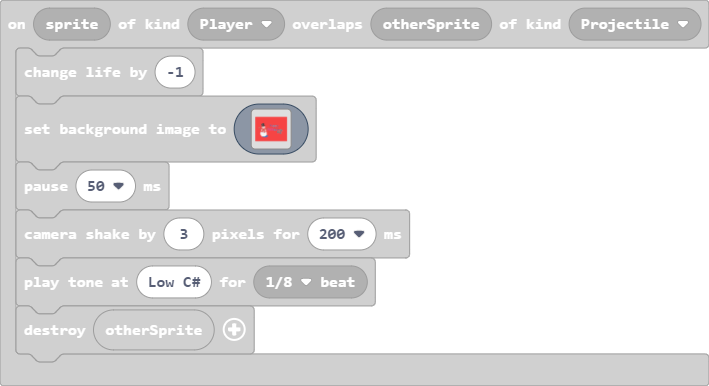 on sprite of kind Player overlaps otherSprite of kind Projectile
change life by -1
set background image to
pause 50 ms
camera shake by 3 pixels for 200 ms
play tone at Low C# for 1/8 beat
destroy otherSprite